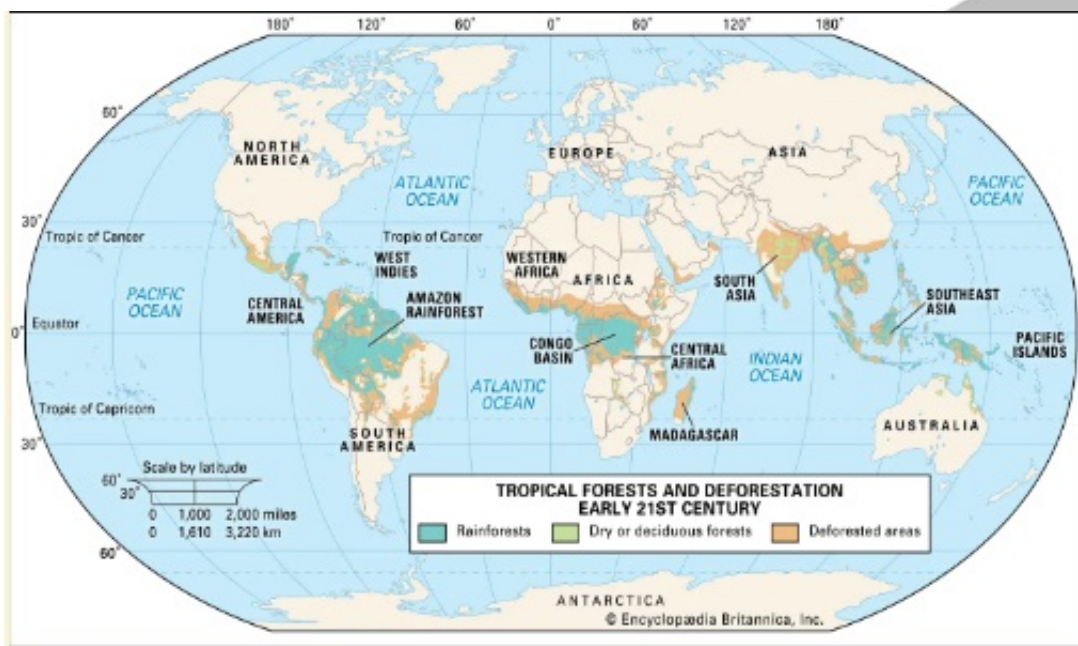 180° 120° 60° 0° 60° 120° 180°
60°
NORTH
AMERICA
EUROPE
ASIA
ATLANTIC
OCEAN
PACIFIC
OCEAN
30°
Tropic of Cancer
Tropic of Cancer
WEST
INDIES
WESTERN
AFRICA
AFRICA
SOUTH
ASIA
PACIFIC
OCEAN
CENTRAL
AMERICA
AMAZON
RAINFOREST
SOUTHEAST
ASIA
0°
Equator
CONGO
BASIN
CENTRAL
AFRICA
INDIAN
OCEAN
PACIFIC
ISLANDS
ATLANTIC
OCEAN
Tropic of Capricorn
MADAGASCAR
AUSTRALIA
SOUTH
AMERICA
30°
Scale by latitude
60°
30°
0 1,000 2,000 miles
0 1,610 3,220 km
TROPICAL FORESTS AND DEFORESTATION
EARLY 21ST CENTURY
Rainforests Dry or deciduous forests Deforested areas
60°
ANTARCTICA
© Encyclopædia Britannica, Inc.